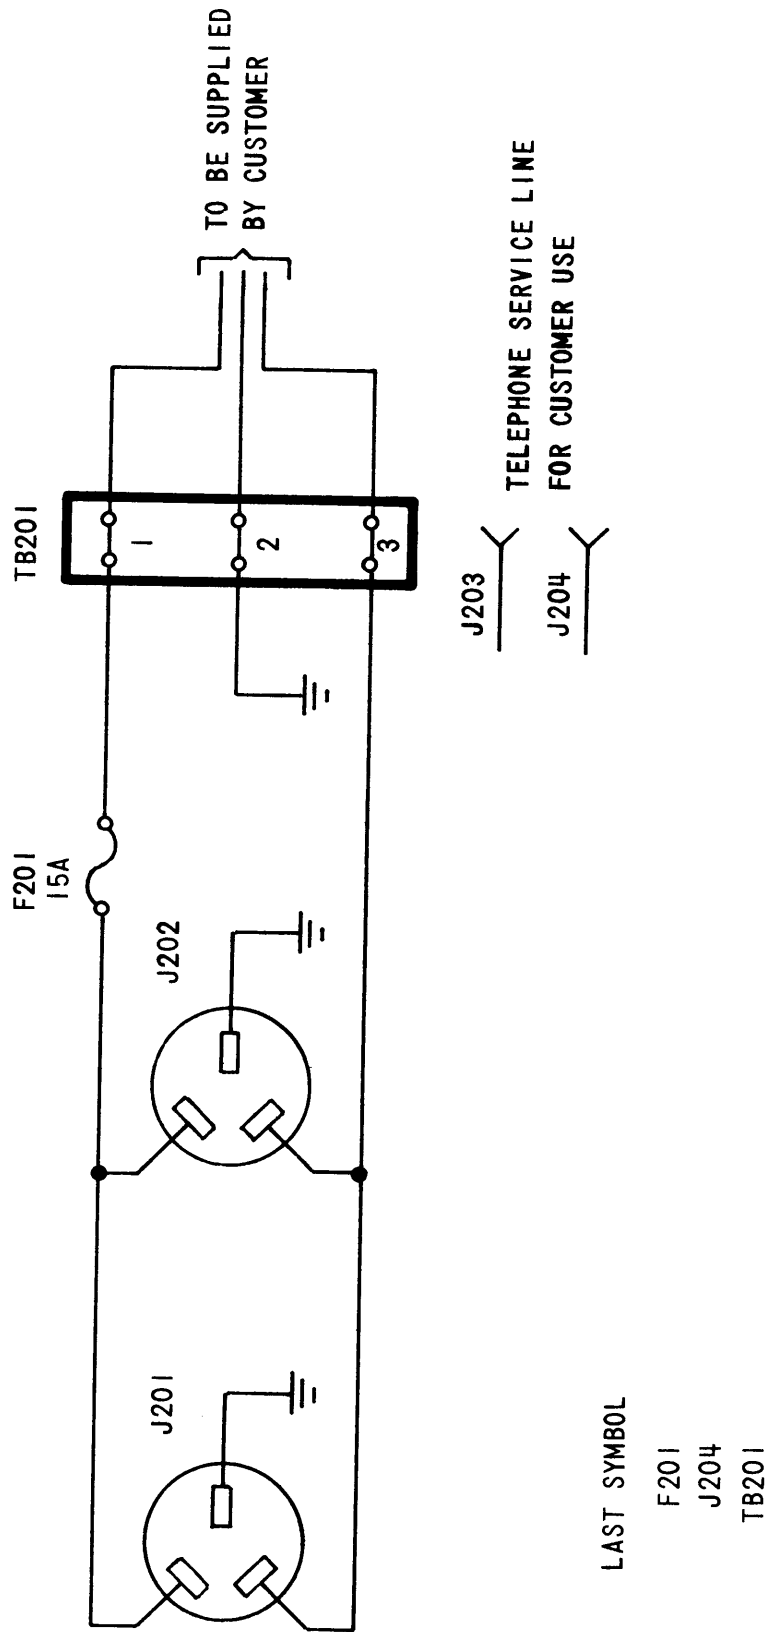 J201
J202
F201
15A
TB201
1
2
3
TO BE SUPPLIED
BY CUSTOMER
J203
TELEPHONE SERVICE LINE
J204
FOR CUSTOMER USE
LAST SYMBOL
F201
J204
TB201